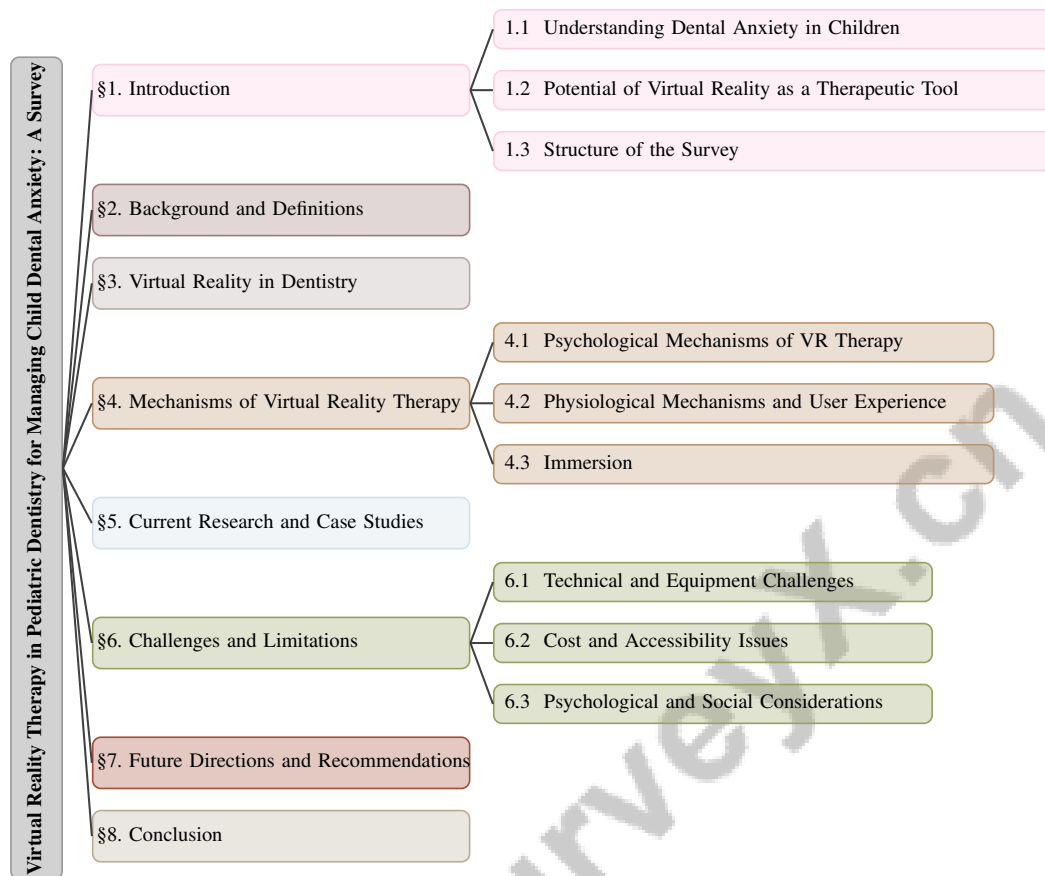 Virtual Reality Therapy in Pediatric Dentistry for Managing Child Dental Anxiety: A Survey
§1. Introduction
1.1 Understanding Dental Anxiety in Children
1.2 Potential of Virtual Reality as a Therapeutic Tool
1.3 Structure of the Survey
§2. Background and Definitions
§3. Virtual Reality in Dentistry
§4. Mechanisms of Virtual Reality Therapy
4.1 Psychological Mechanisms of VR Therapy
4.2 Physiological Mechanisms and User Experience
4.3 Immersion
§5. Current Research and Case Studies
§6. Challenges and Limitations
6.1 Technical and Equipment Challenges
6.2 Cost and Accessibility Issues
6.3 Psychological and Social Considerations
§7. Future Directions and Recommendations
§8. Conclusion
urveyX.cn